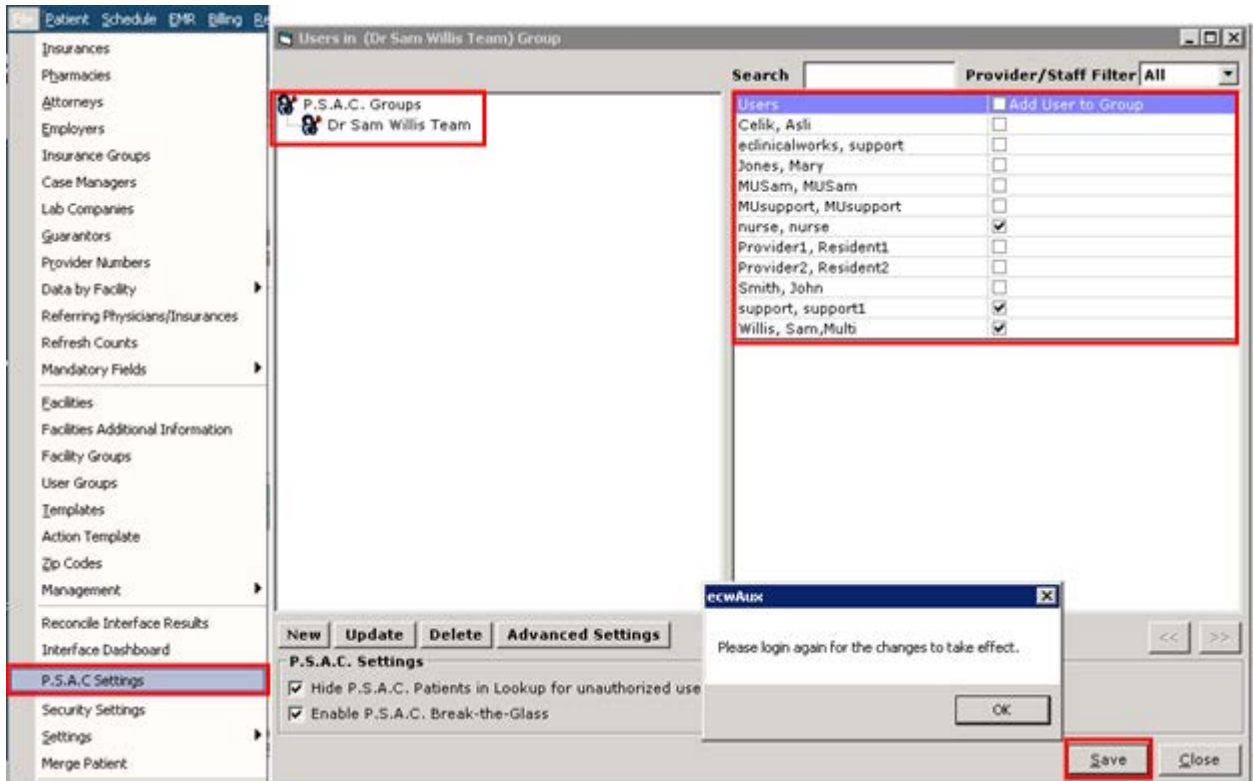 File Patient Schedule EMR Billing
Insurances
Pharmacies
Attorneys
Employers
Insurance Groups
Case Managers
Lab Companies
Guarantors
Provider Numbers
Data by Facility
Referring Physicians/Insurances
Refresh Counts
Mandatory Fields
Facilities
Facilities Additional Information
Facility Groups
User Groups
Templates
Action Template
Zip Codes
Management
Reconcile Interface Results
Interface Dashboard
P.S.A.C Settings
Security Settings
Settings
Merge Patient
Users in (Dr Sam Willis Team) Group
Search Provider/Staff Filter All
P.S.A.C. Groups
Dr Sam Willis Team
Users Add User to Group
Celik, Asli
eclinicalworks, support
Jones, Mary
MUSam, MUSam
MUsupport, MUsupport
nurse, nurse
Provider1, Resident1
Provider2, Resident2
Smith, John
support, support1
Willis, Sam,Multi
New Update Delete Advanced Settings << >>
P.S.A.C. Settings
Hide P.S.A.C. Patients in Lookup for unauthorized use
Enable P.S.A.C. Break-the-Glass
ecwAux
Please login again for the changes to take effect.
OK
Save Close